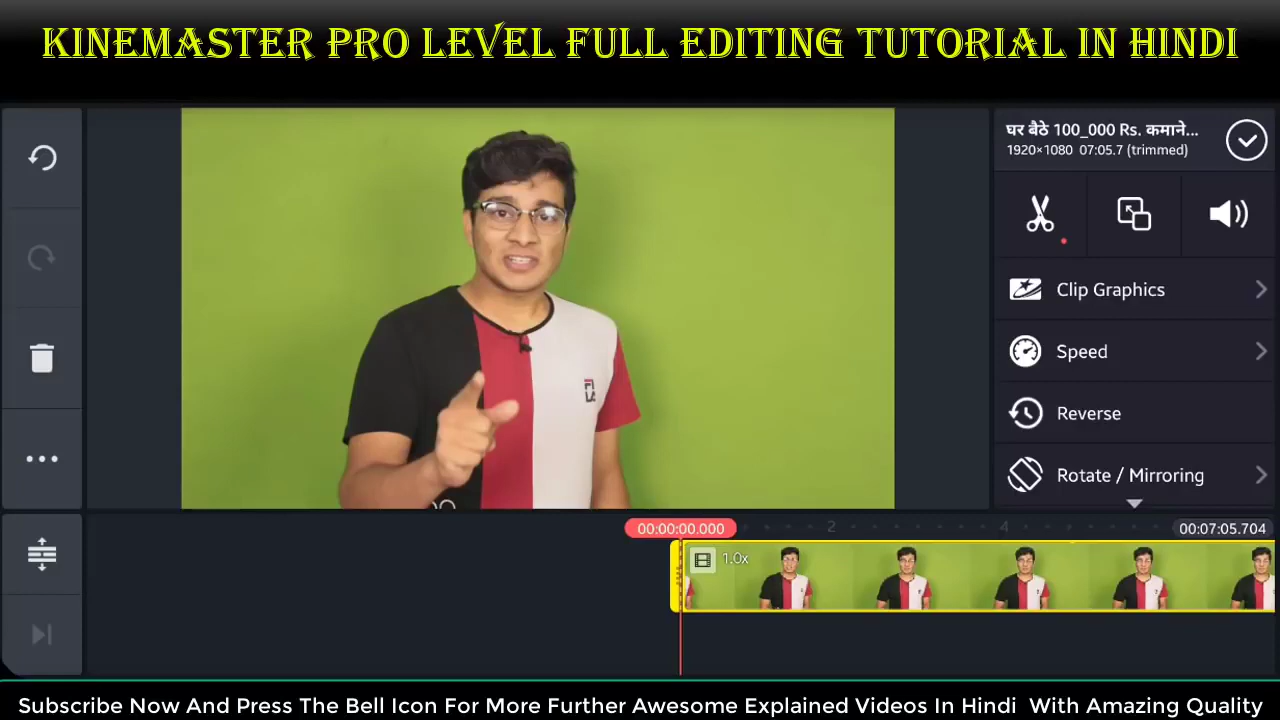 KINEMASTER PRO LEVEL FULL EDITING TUTORIAL IN HINDI
घर बैठे 100_000 Rs. कमाने...
1920×1080 07:05.7 (trimmed)
Clip Graphics
Speed
Reverse
Rotate / Mirroring
FILA
00:00:00.000
2
4
00:07:05.704
1.0x
Subscribe Now And Press The Bell Icon For More Further Awesome Explained Videos In Hindi With Amazing Quality